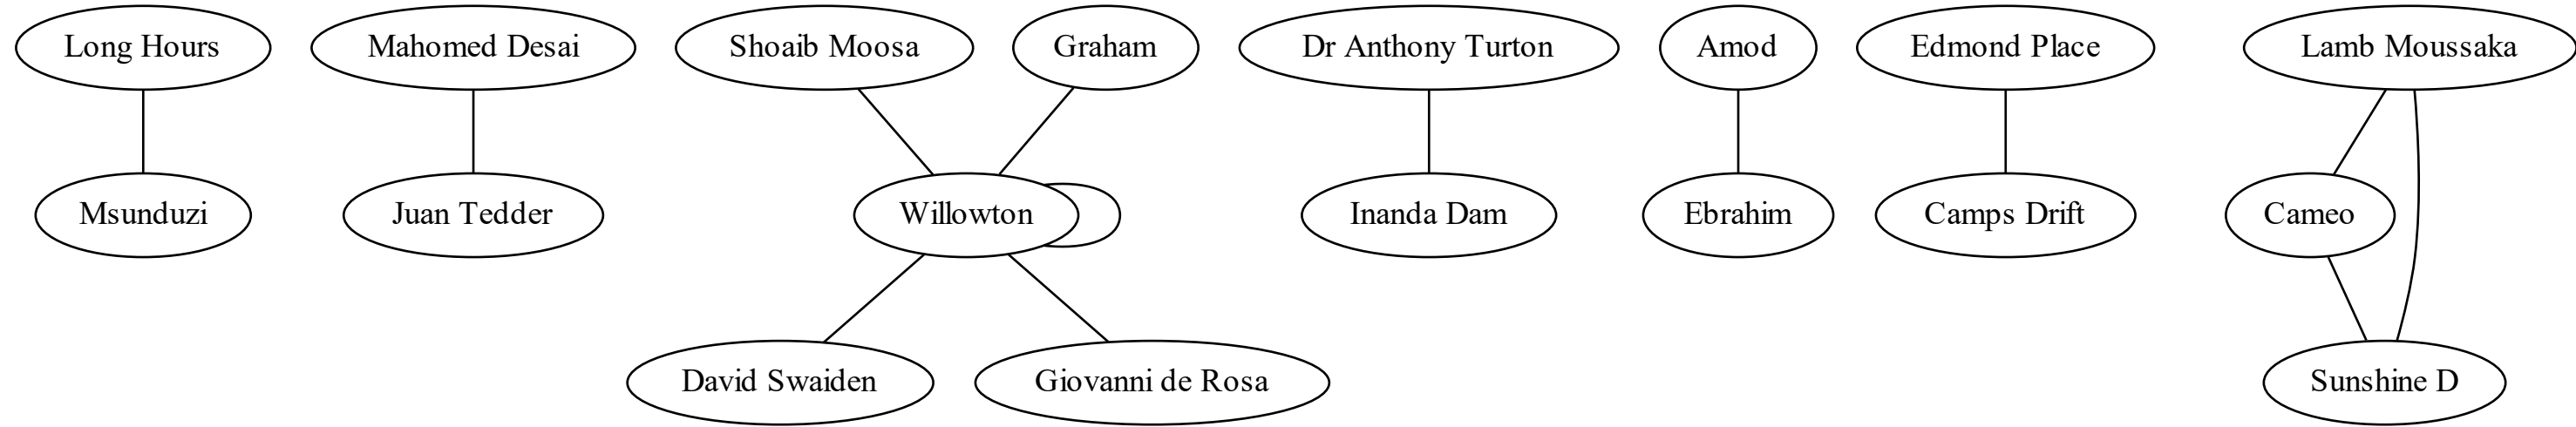 Long Hours
Mahomed Desai
Shoaib Moosa
Graham
Dr Anthony Turton
Amod
Edmond Place
Lamb Moussaka
Msunduzi
Juan Tedder
Willowton
Inanda Dam
Ebrahim
Camps Drift
Cameo
David Swaiden
Giovanni de Rosa
Sunshine D